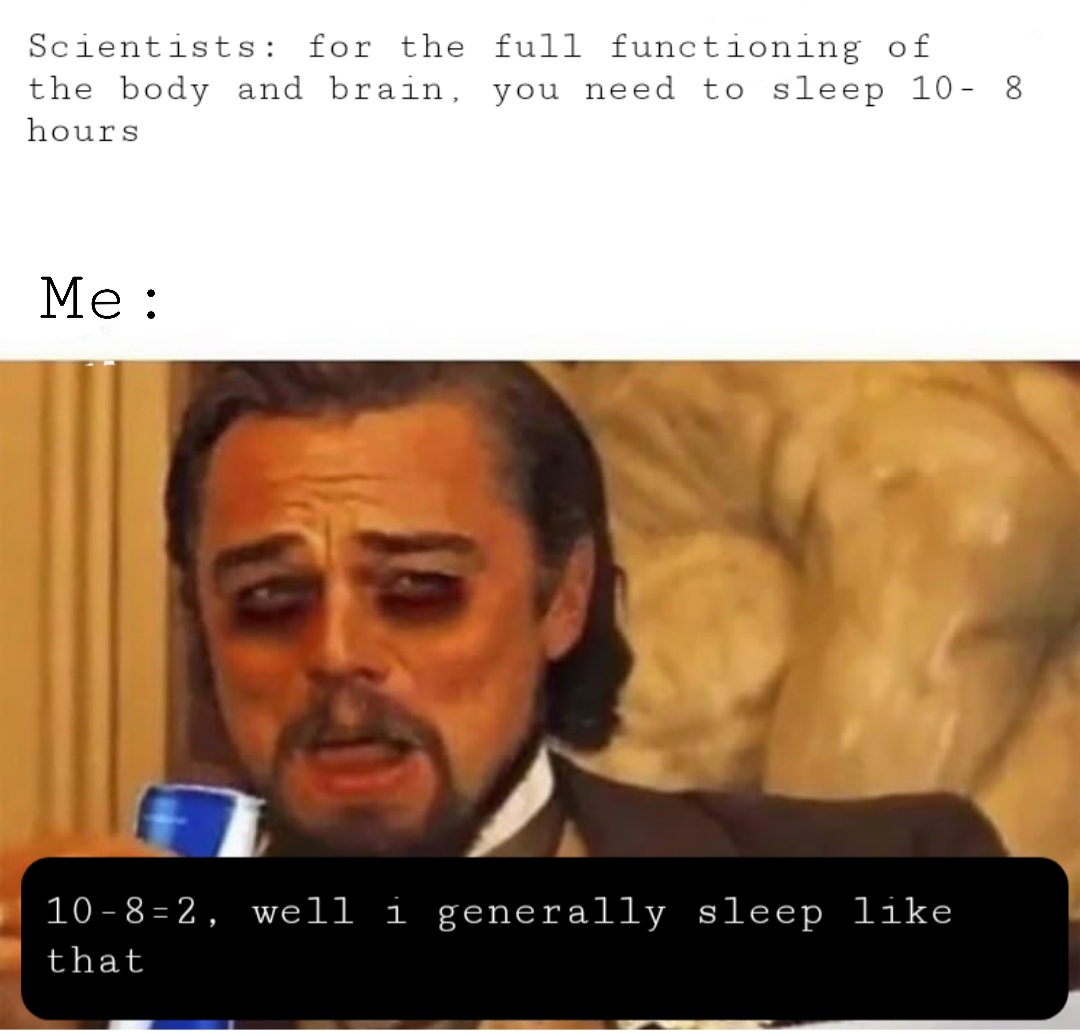 Scientists: for the full functioning of
the body and brain, you need to sleep 10- 8
hours
Me:
10-8=2, well i generally sleep like
that